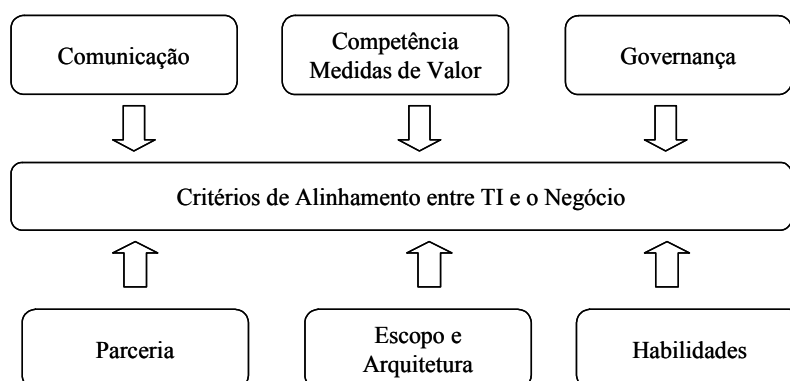 Comunicação
Competência
Medidas de Valor
Governança
Critérios de Alinhamento entre TI e o Negócio
Parceria
Escopo e
Arquitetura
Habilidades